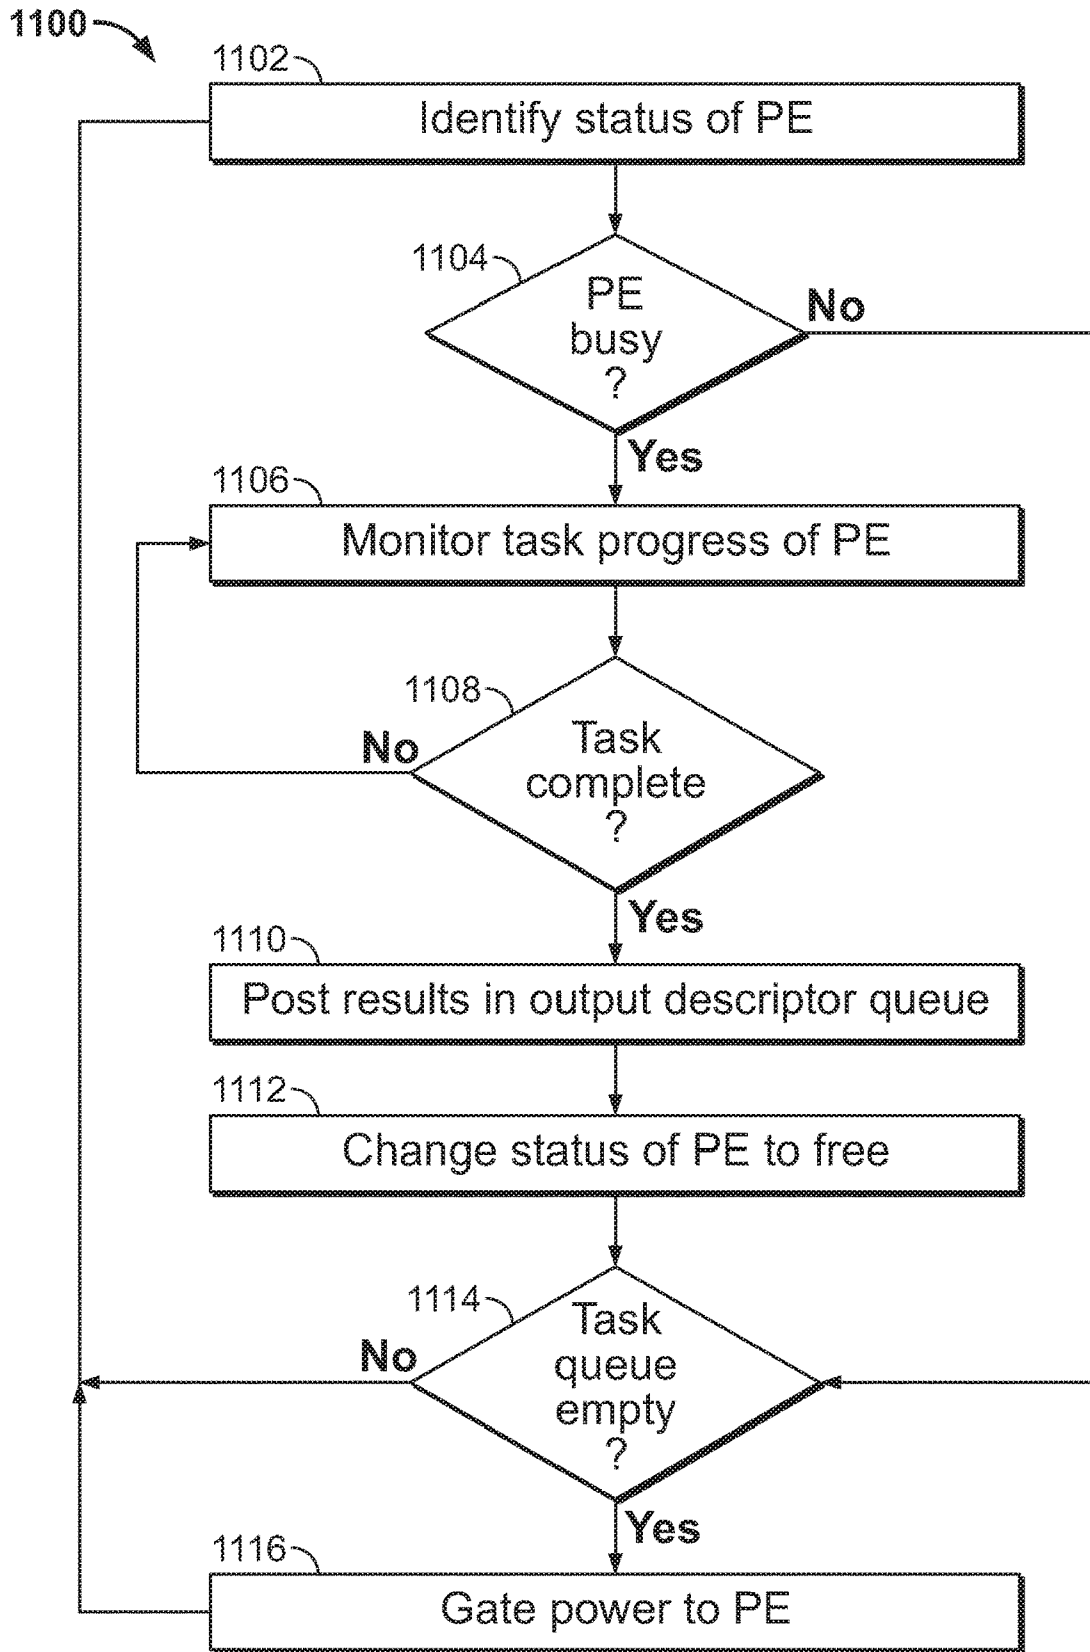 1100
1102
Identify status of PE
1104
PE
busy
?
No
Yes
1106
Monitor task progress of PE
1108
Task
complete
?
No
Yes
1110
Post results in output descriptor queue
1112
Change status of PE to free
1114
Task
queue
empty
?
No
Yes
1116
Gate power to PE